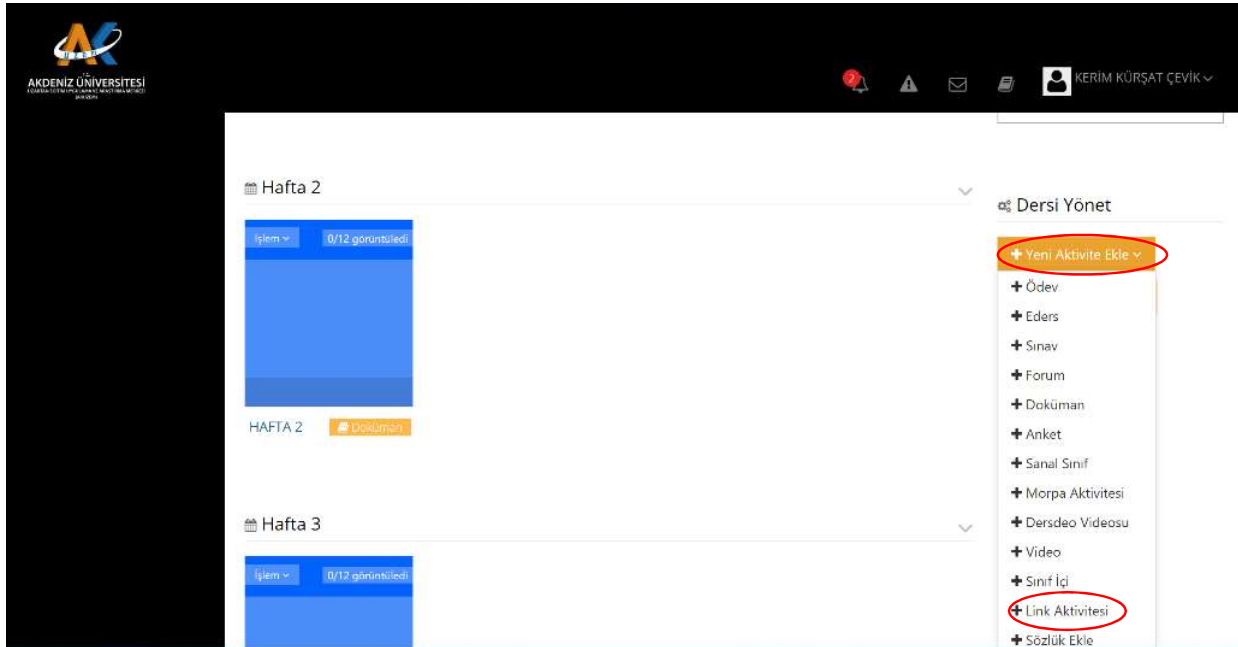 UZEM
AKDENİZ ÜNİVERSİTESİ
2
KERİM KÜRŞAT ÇEVİK
Hafta 2
İşlem
0/12 görüntüledi
HAFTA 2
Doküman
Hafta 3
İşlem
0/12 görüntüledi
Dersi Yönet
Yeni Aktivite Ekle
Ödev
Eders
Sınav
Forum
Doküman
Anket
Sanal Sınıf
Morpa Aktivitesi
Dersdeo Videosu
Video
Sınıf İçi
Link Aktivitesi
Sözlük Ekle